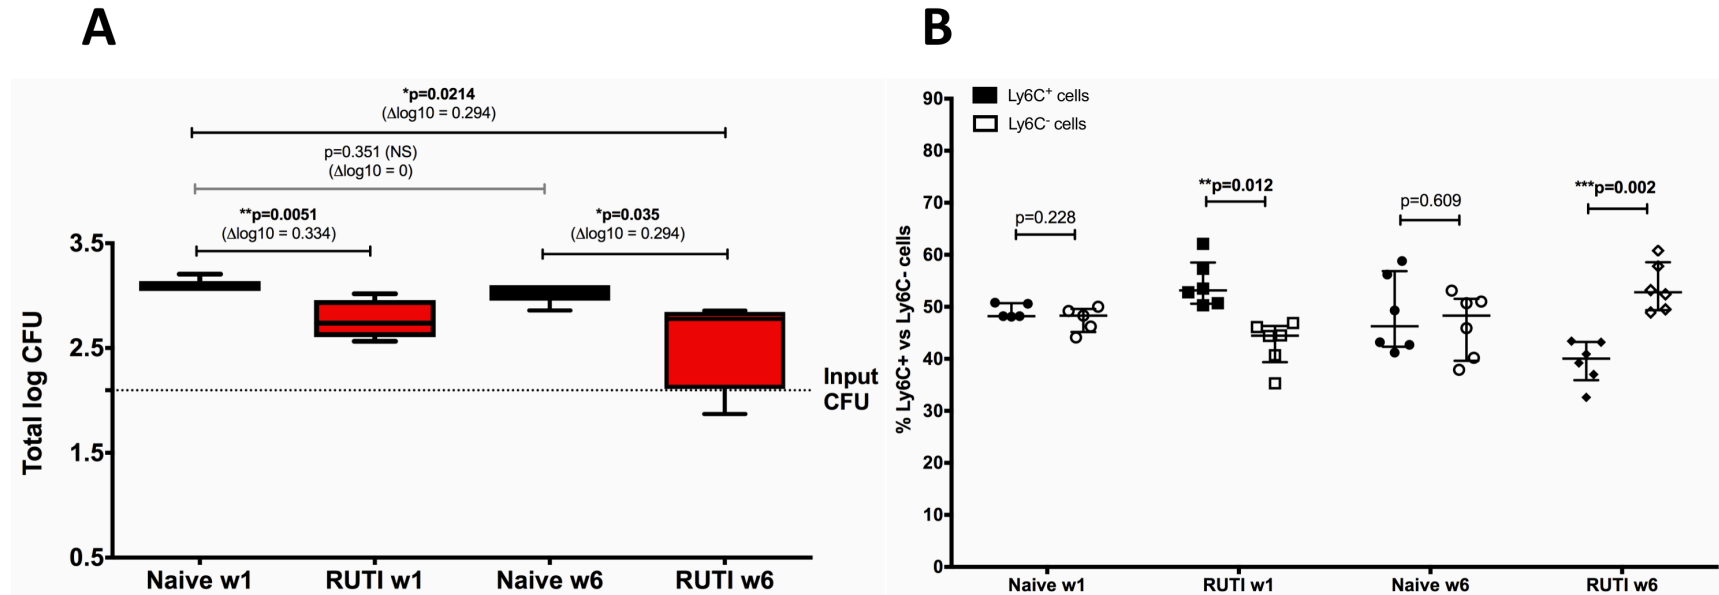 A
*p=0.0214
(Δlog10 = 0.294)
p=0.351 (NS)
(Δlog10 = 0)
**p=0.0051
(Δlog10 = 0.334)
*p=0.035
(Δlog10 = 0.294)
Total log CFU
3.5
2.5
1.5
0.5
Input
CFU
Naive w1
RUTI w1
Naive w6
RUTI w6
B
Ly6C+ cells
Ly6C- cells
% Ly6C+ vs Ly6C- cells
90
80
70
60
50
40
30
20
10
0
p=0.228
**p=0.012
p=0.609
***p=0.002
Naive w1
RUTI w1
Naive w6
RUTI w6